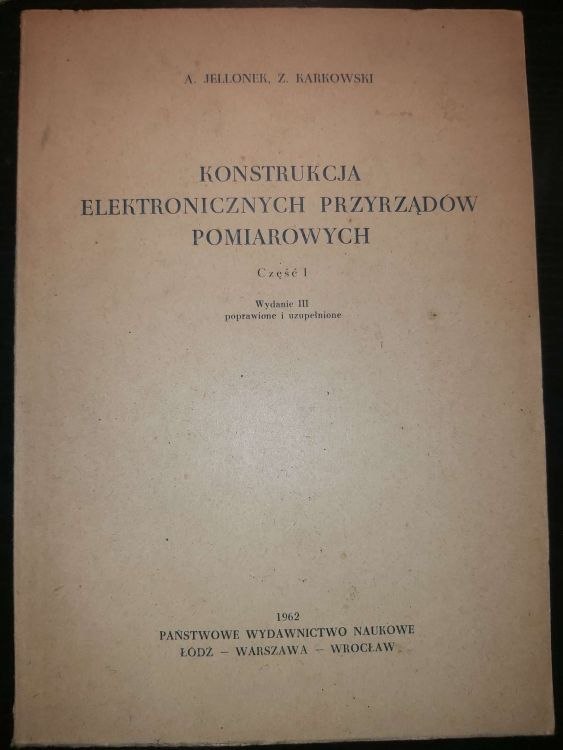 A. JELLONEK, Z. KARKOWSKI
KONSTRUKCJA
ELEKTRONICZNYCH PRZYRZĄDÓW
POMIAROWYCH
Część I
Wydanie III
poprawione i uzupełnione
1962
PAŃSTWOWE WYDAWNICTWO NAUKOWE
ŁÓDŹ – WARSZAWA – WROCŁAW